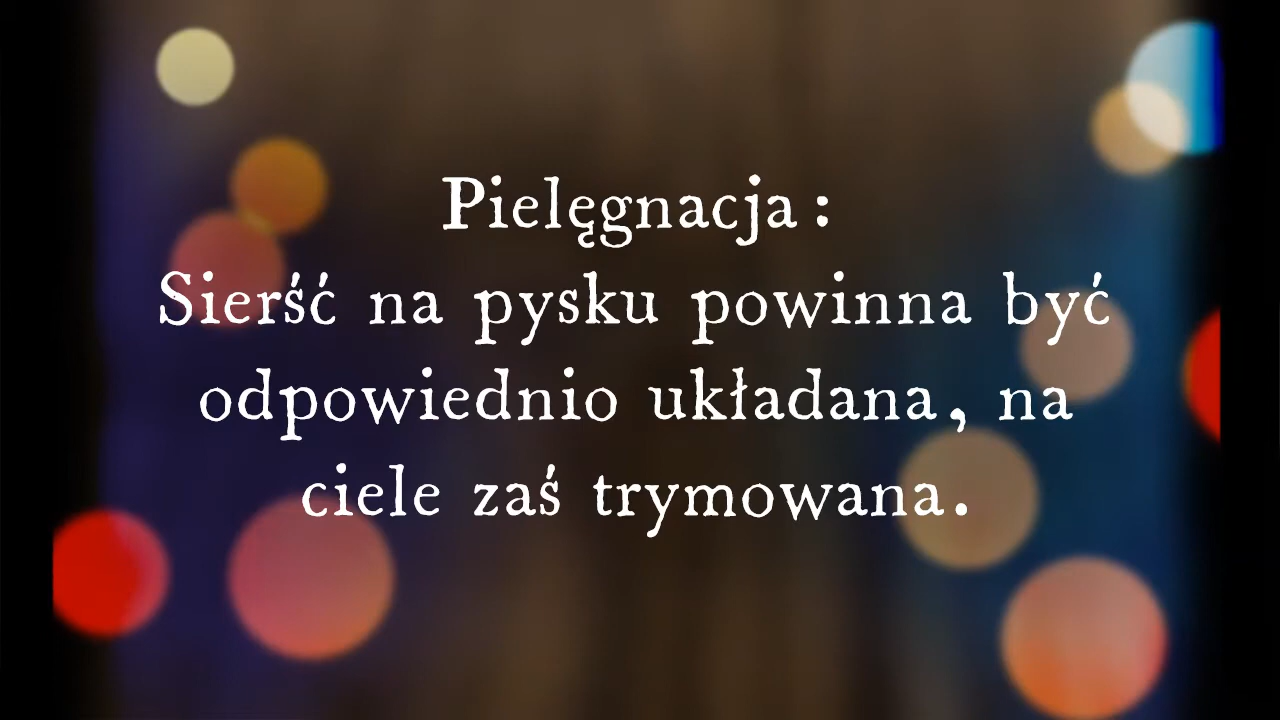 Pielęgnacja:
Sierść na pysku powinna być
odpowiednio układana, na
ciele zaś trymowana.